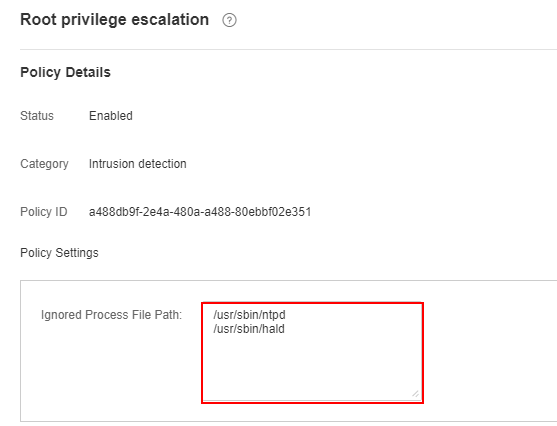 Root privilege escalation ?
Policy Details
Status Enabled
Category Intrusion detection
Policy ID a488db9f-2e4a-480a-a488-80ebbf02e351
Policy Settings
Ignored Process File Path: /usr/sbin/ntpd
/usr/sbin/hald